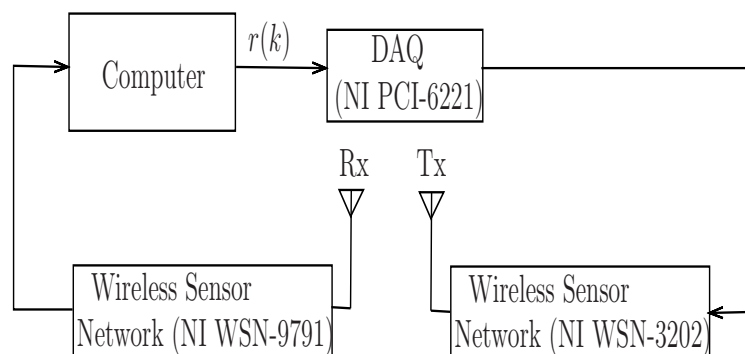 Computer
r(k)
DAQ
(NI PCI-6221)
Rx
Tx
Wireless Sensor
Network (NI WSN-9791)
Wireless Sensor
Network (NI WSN-3202)